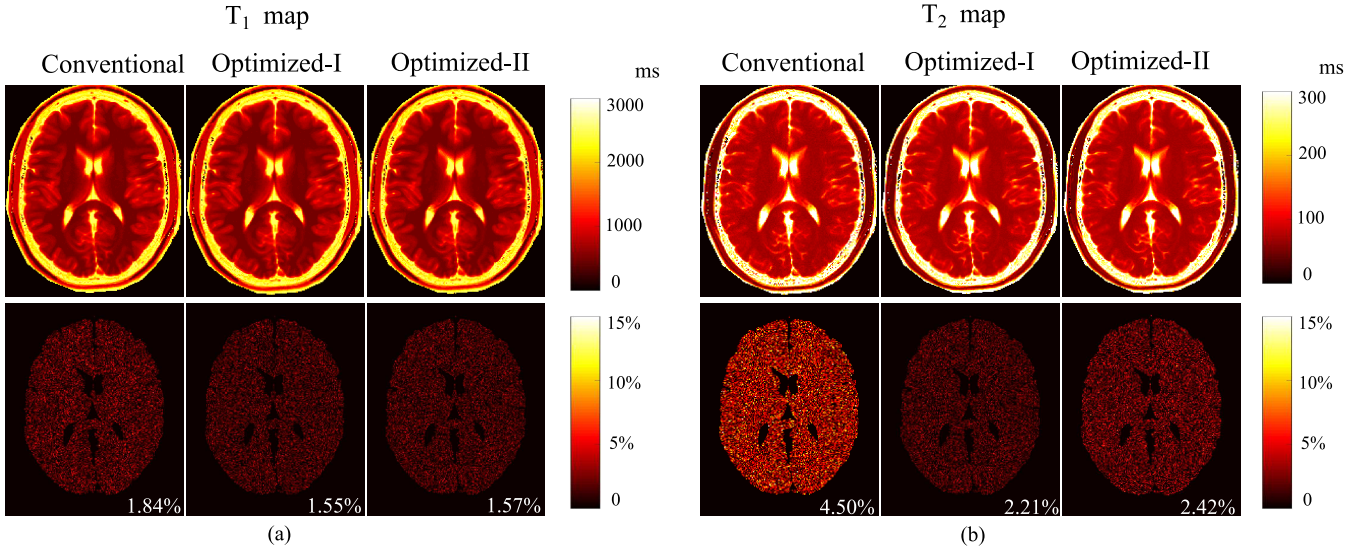 T₁ map
Conventional Optimized-I Optimized-II ms
3000
2000
1000
0
15%
10%
5%
0
1.84% 1.55% 1.57%
(a)
T₂ map
Conventional Optimized-I Optimized-II ms
300
200
100
0
15%
10%
5%
0
4.50% 2.21% 2.42%
(b)